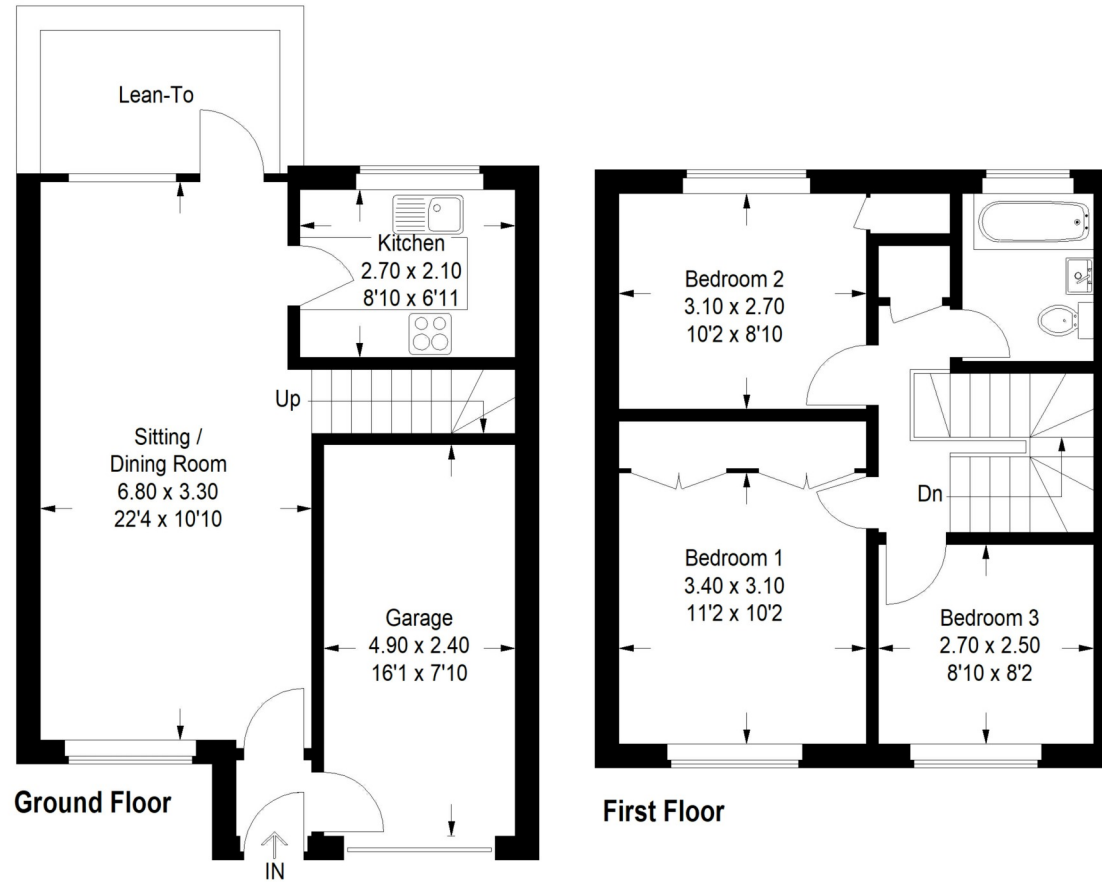 Lean-To
Kitchen
2.70 x 2.10
8'10 x 6'11
Up
Sitting /
Dining Room
6.80 x 3.30
22'4 x 10'10
Garage
4.90 x 2.40
16'1 x 7'10
IN
Ground Floor
Bedroom 2
3.10 x 2.70
10'2 x 8'10
Dn
Bedroom 1
3.40 x 3.10
11'2 x 10'2
Bedroom 3
2.70 x 2.50
8'10 x 8'2
First Floor